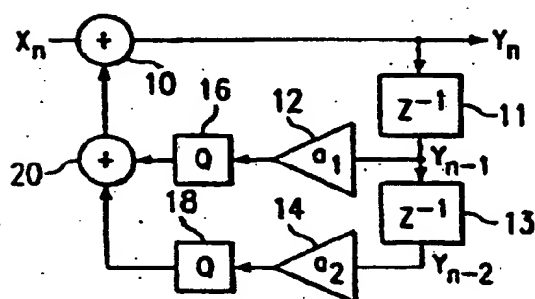 Xn + Yn
10
16 12 Z⁻¹ 11
20 + Q a1 Yn-1
18 14 Z⁻¹ 13
Q a2 Yn-2